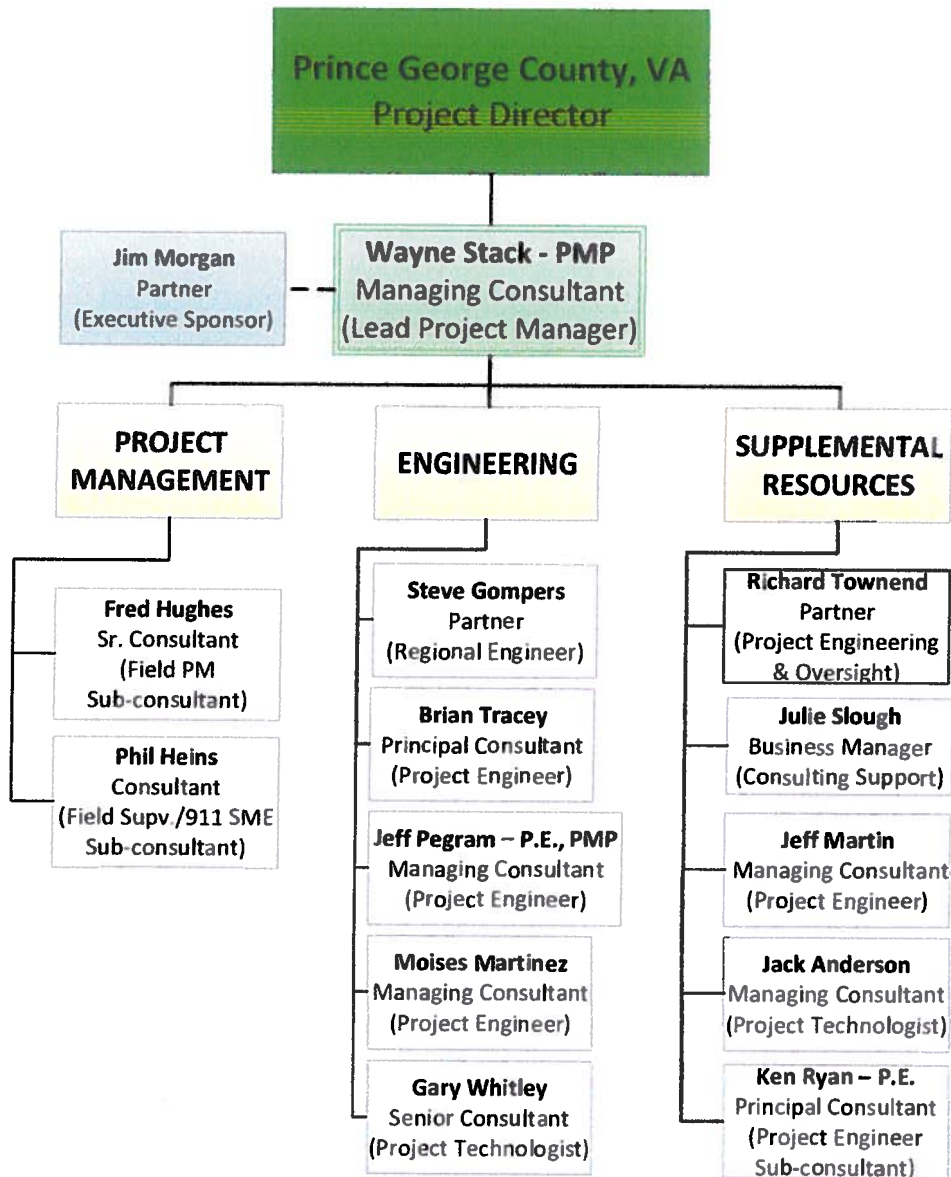 Prince George County, VA
Project Director
Jim Morgan
Partner
(Executive Sponsor)
Wayne Stack - PMP
Managing Consultant
(Lead Project Manager)
PROJECT
MANAGEMENT
Fred Hughes
Sr. Consultant
(Field PM
Sub-consultant)
Phil Heins
Consultant
(Field Supv./911 SME
Sub-consultant)
ENGINEERING
Steve Gompers
Partner
(Regional Engineer)
Brian Tracey
Principal Consultant
(Project Engineer)
Jeff Pegram – P.E., PMP
Managing Consultant
(Project Engineer)
Moises Martinez
Managing Consultant
(Project Engineer)
Gary Whitley
Senior Consultant
(Project Technologist)
SUPPLEMENTAL
RESOURCES
Richard Townend
Partner
(Project Engineering
& Oversight)
Julie Slough
Business Manager
(Consulting Support)
Jeff Martin
Managing Consultant
(Project Engineer)
Jack Anderson
Managing Consultant
(Project Technologist)
Ken Ryan – P.E.
Principal Consultant
(Project Engineer
Sub-consultant)